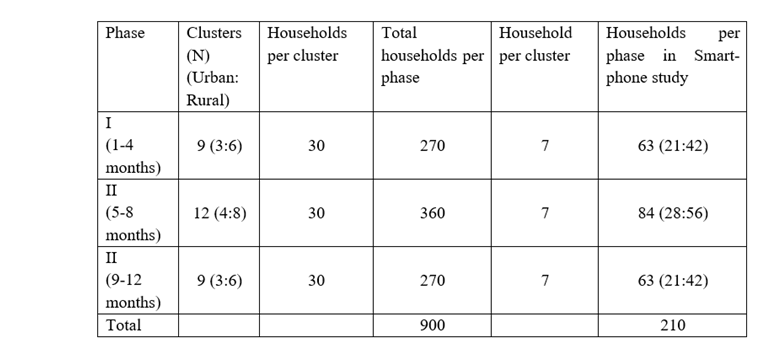 Phase Clusters (N) (Urban: Rural) Households per cluster Total households per phase Household per cluster Households per phase in Smart-phone study
I (1-4 months) 9 (3:6) 30 270 7 63 (21:42)
II (5-8 months) 12 (4:8) 30 360 7 84 (28:56)
II (9-12 months) 9 (3:6) 30 270 7 63 (21:42)
Total 900 210